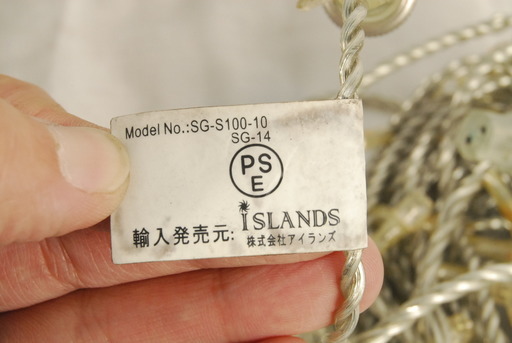 Model No.:SG-S100-10
SG-14
PS
E
ISLANDS
輸入発売元: 株式会社アイランズ